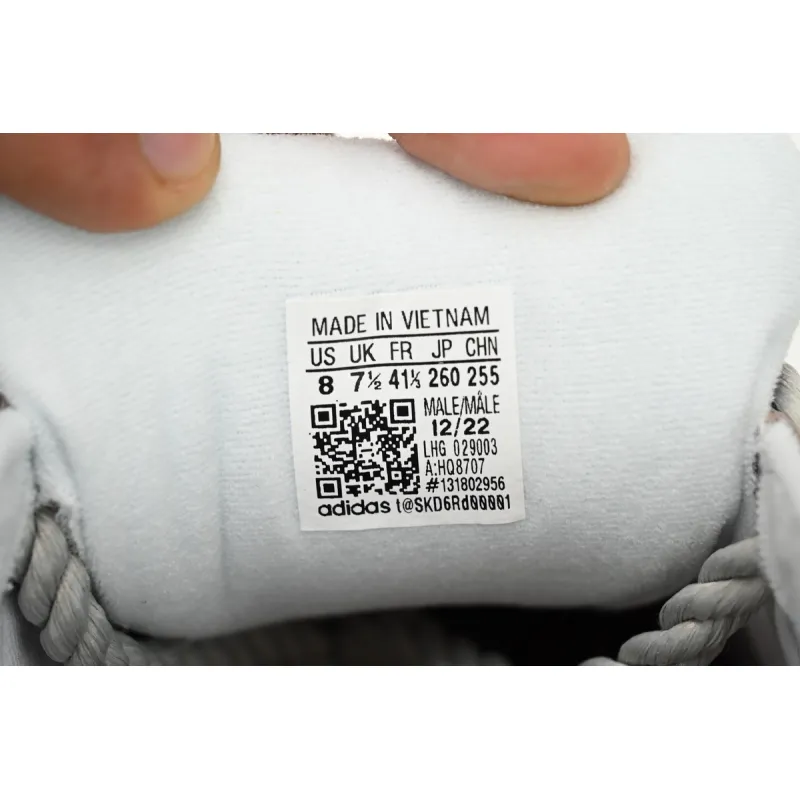 MADE IN VIETNAM
US UK FR JP CHN
8 7½ 41⅓ 260 255
MALE/MÅLE
12/22
LHG 029003
A:HQ8707
#131802956
adidas t@SKD6Rd00001